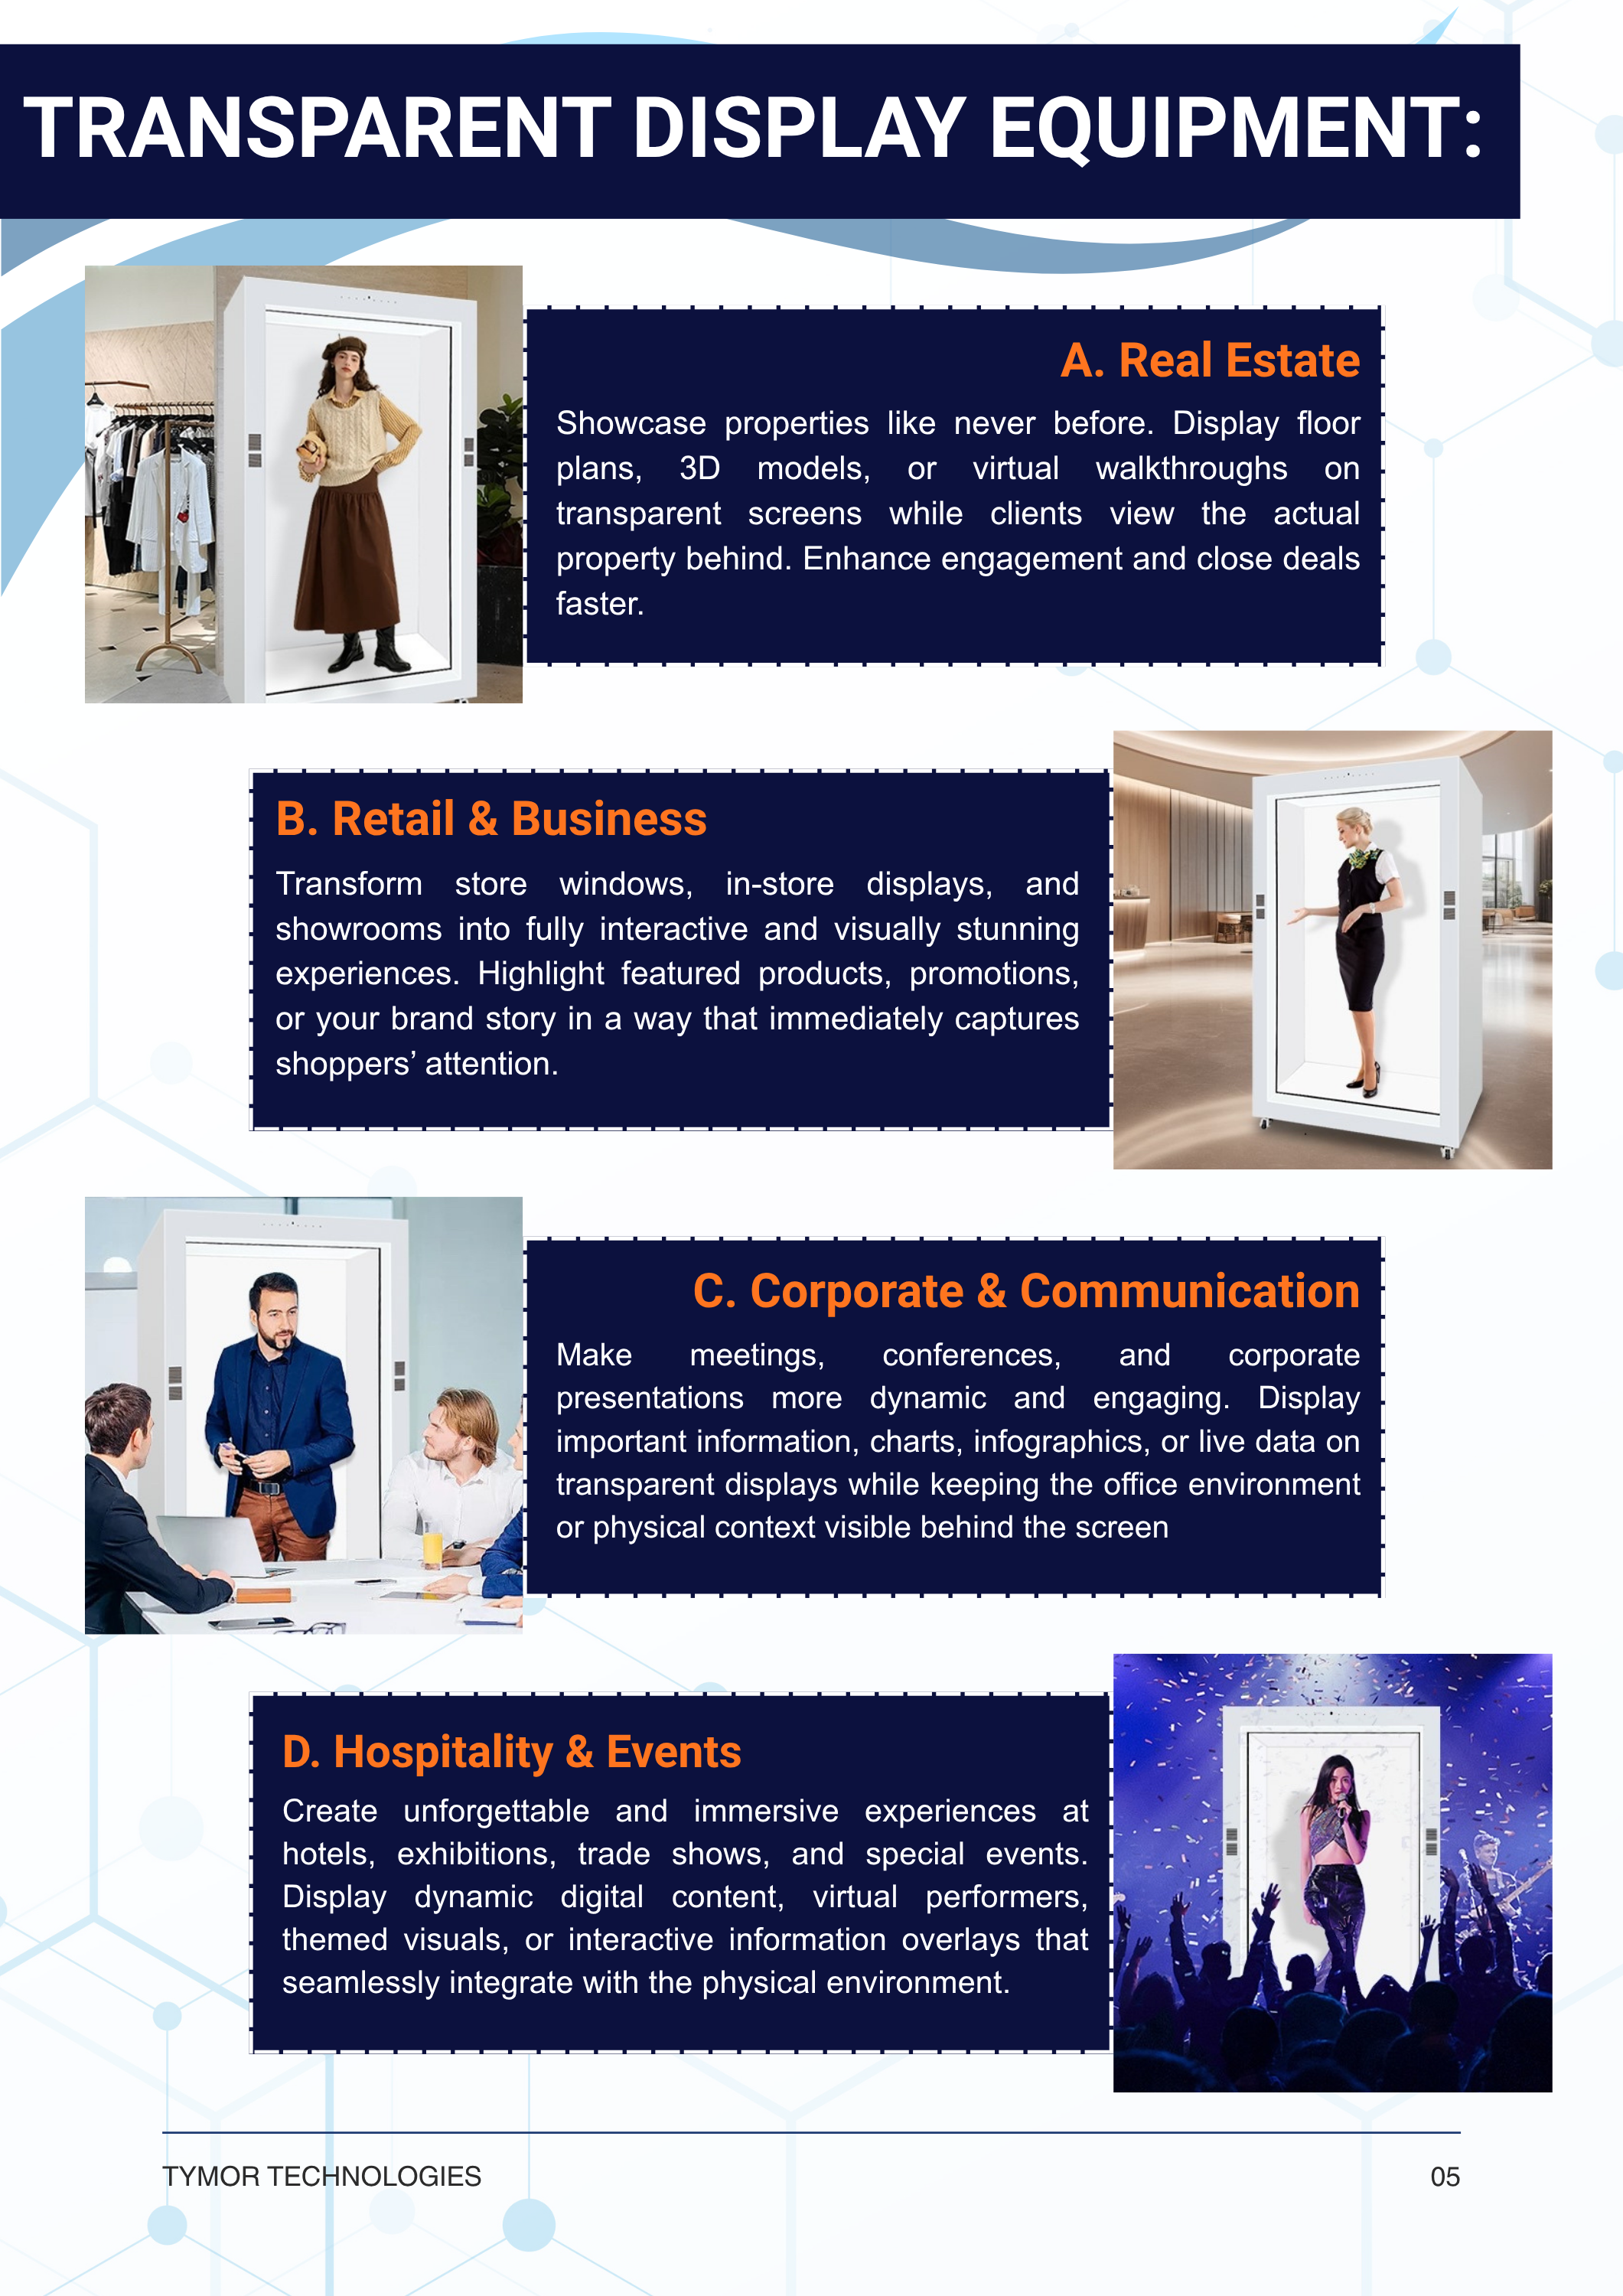 TRANSPARENT DISPLAY EQUIPMENT:
A. Real Estate
Showcase properties like never before. Display floor
plans, 3D models, or virtual walkthroughs on
transparent screens while clients view the actual
property behind. Enhance engagement and close deals
faster.
B. Retail & Business
Transform store windows, in-store displays, and
showrooms into fully interactive and visually stunning
experiences. Highlight featured products, promotions,
or your brand story in a way that immediately captures
shoppers’ attention.
C. Corporate & Communication
Make meetings, conferences, and corporate
presentations more dynamic and engaging. Display
important information, charts, infographics, or live data on
transparent displays while keeping the office environment
or physical context visible behind the screen
D. Hospitality & Events
Create unforgettable and immersive experiences at
hotels, exhibitions, trade shows, and special events.
Display dynamic digital content, virtual performers,
themed visuals, or interactive information overlays that
seamlessly integrate with the physical environment.
TYMOR TECHNOLOGIES
05